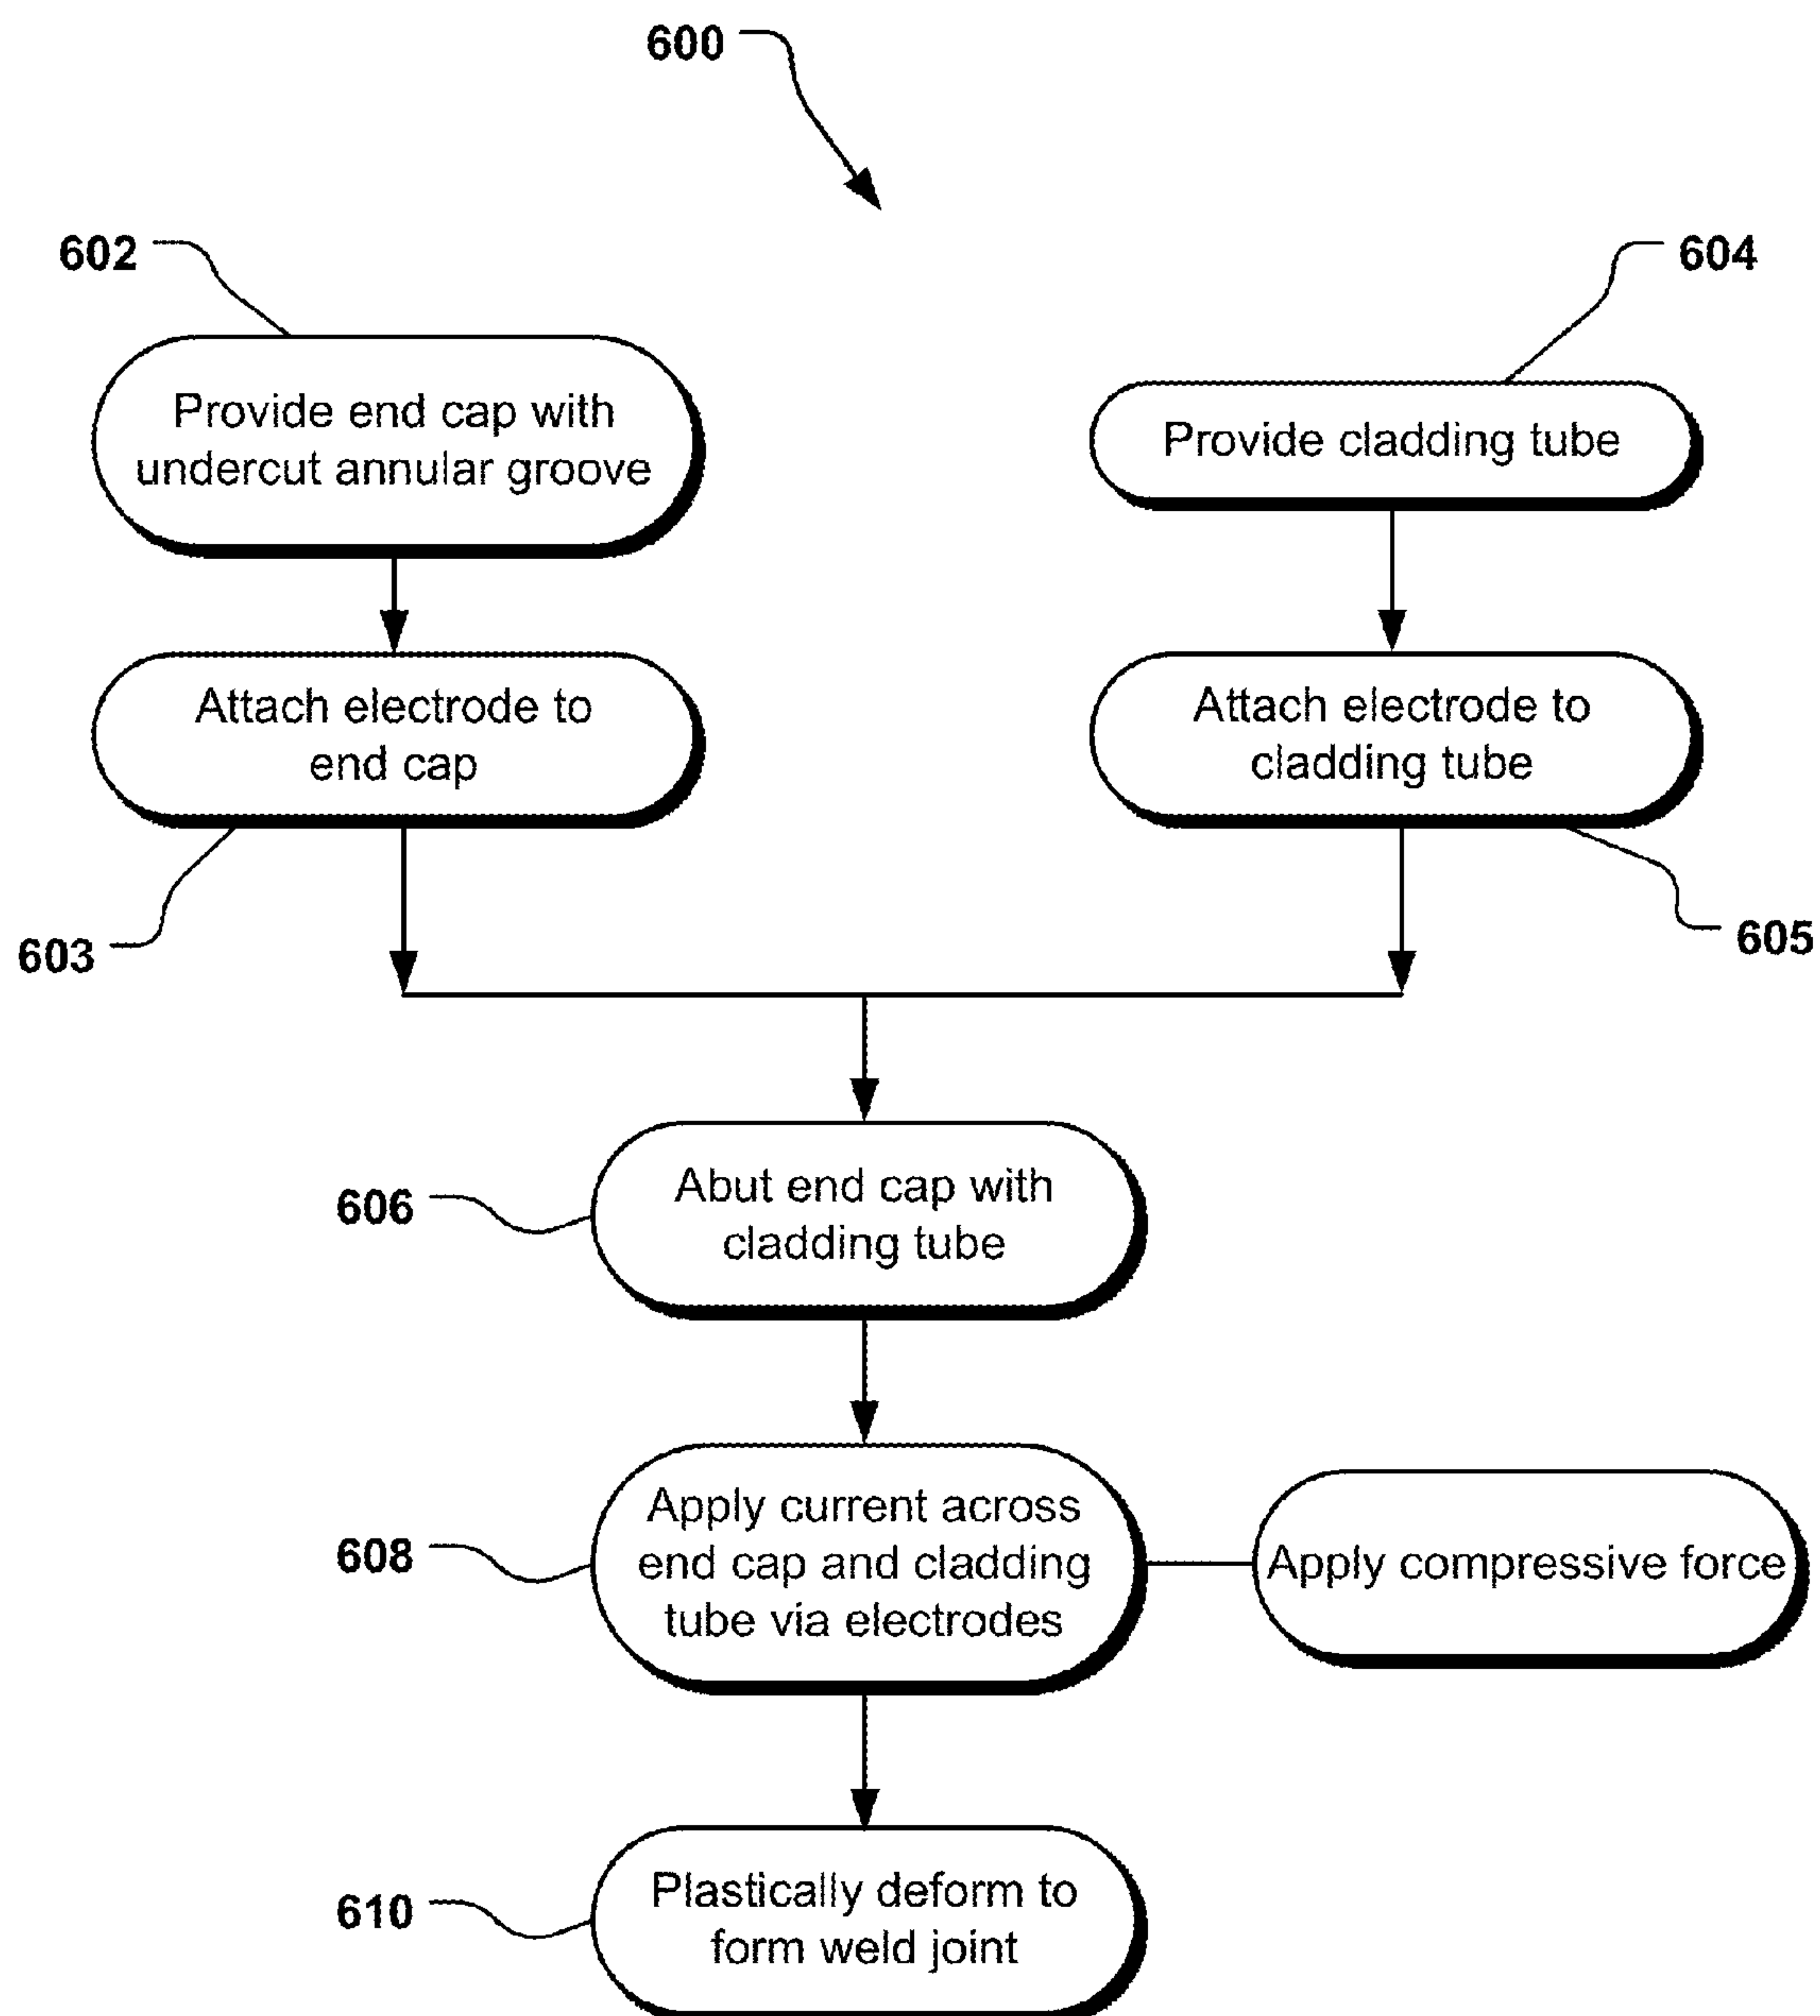 600
602
604
Provide end cap with
undercut annular groove
Provide cladding tube
Attach electrode to
end cap
Attach electrode to
cladding tube
603
605
606
Abut end cap with
cladding tube
608
Apply current across
end cap and cladding
tube via electrodes
Apply compressive force
610
Plastically deform to
form weld joint